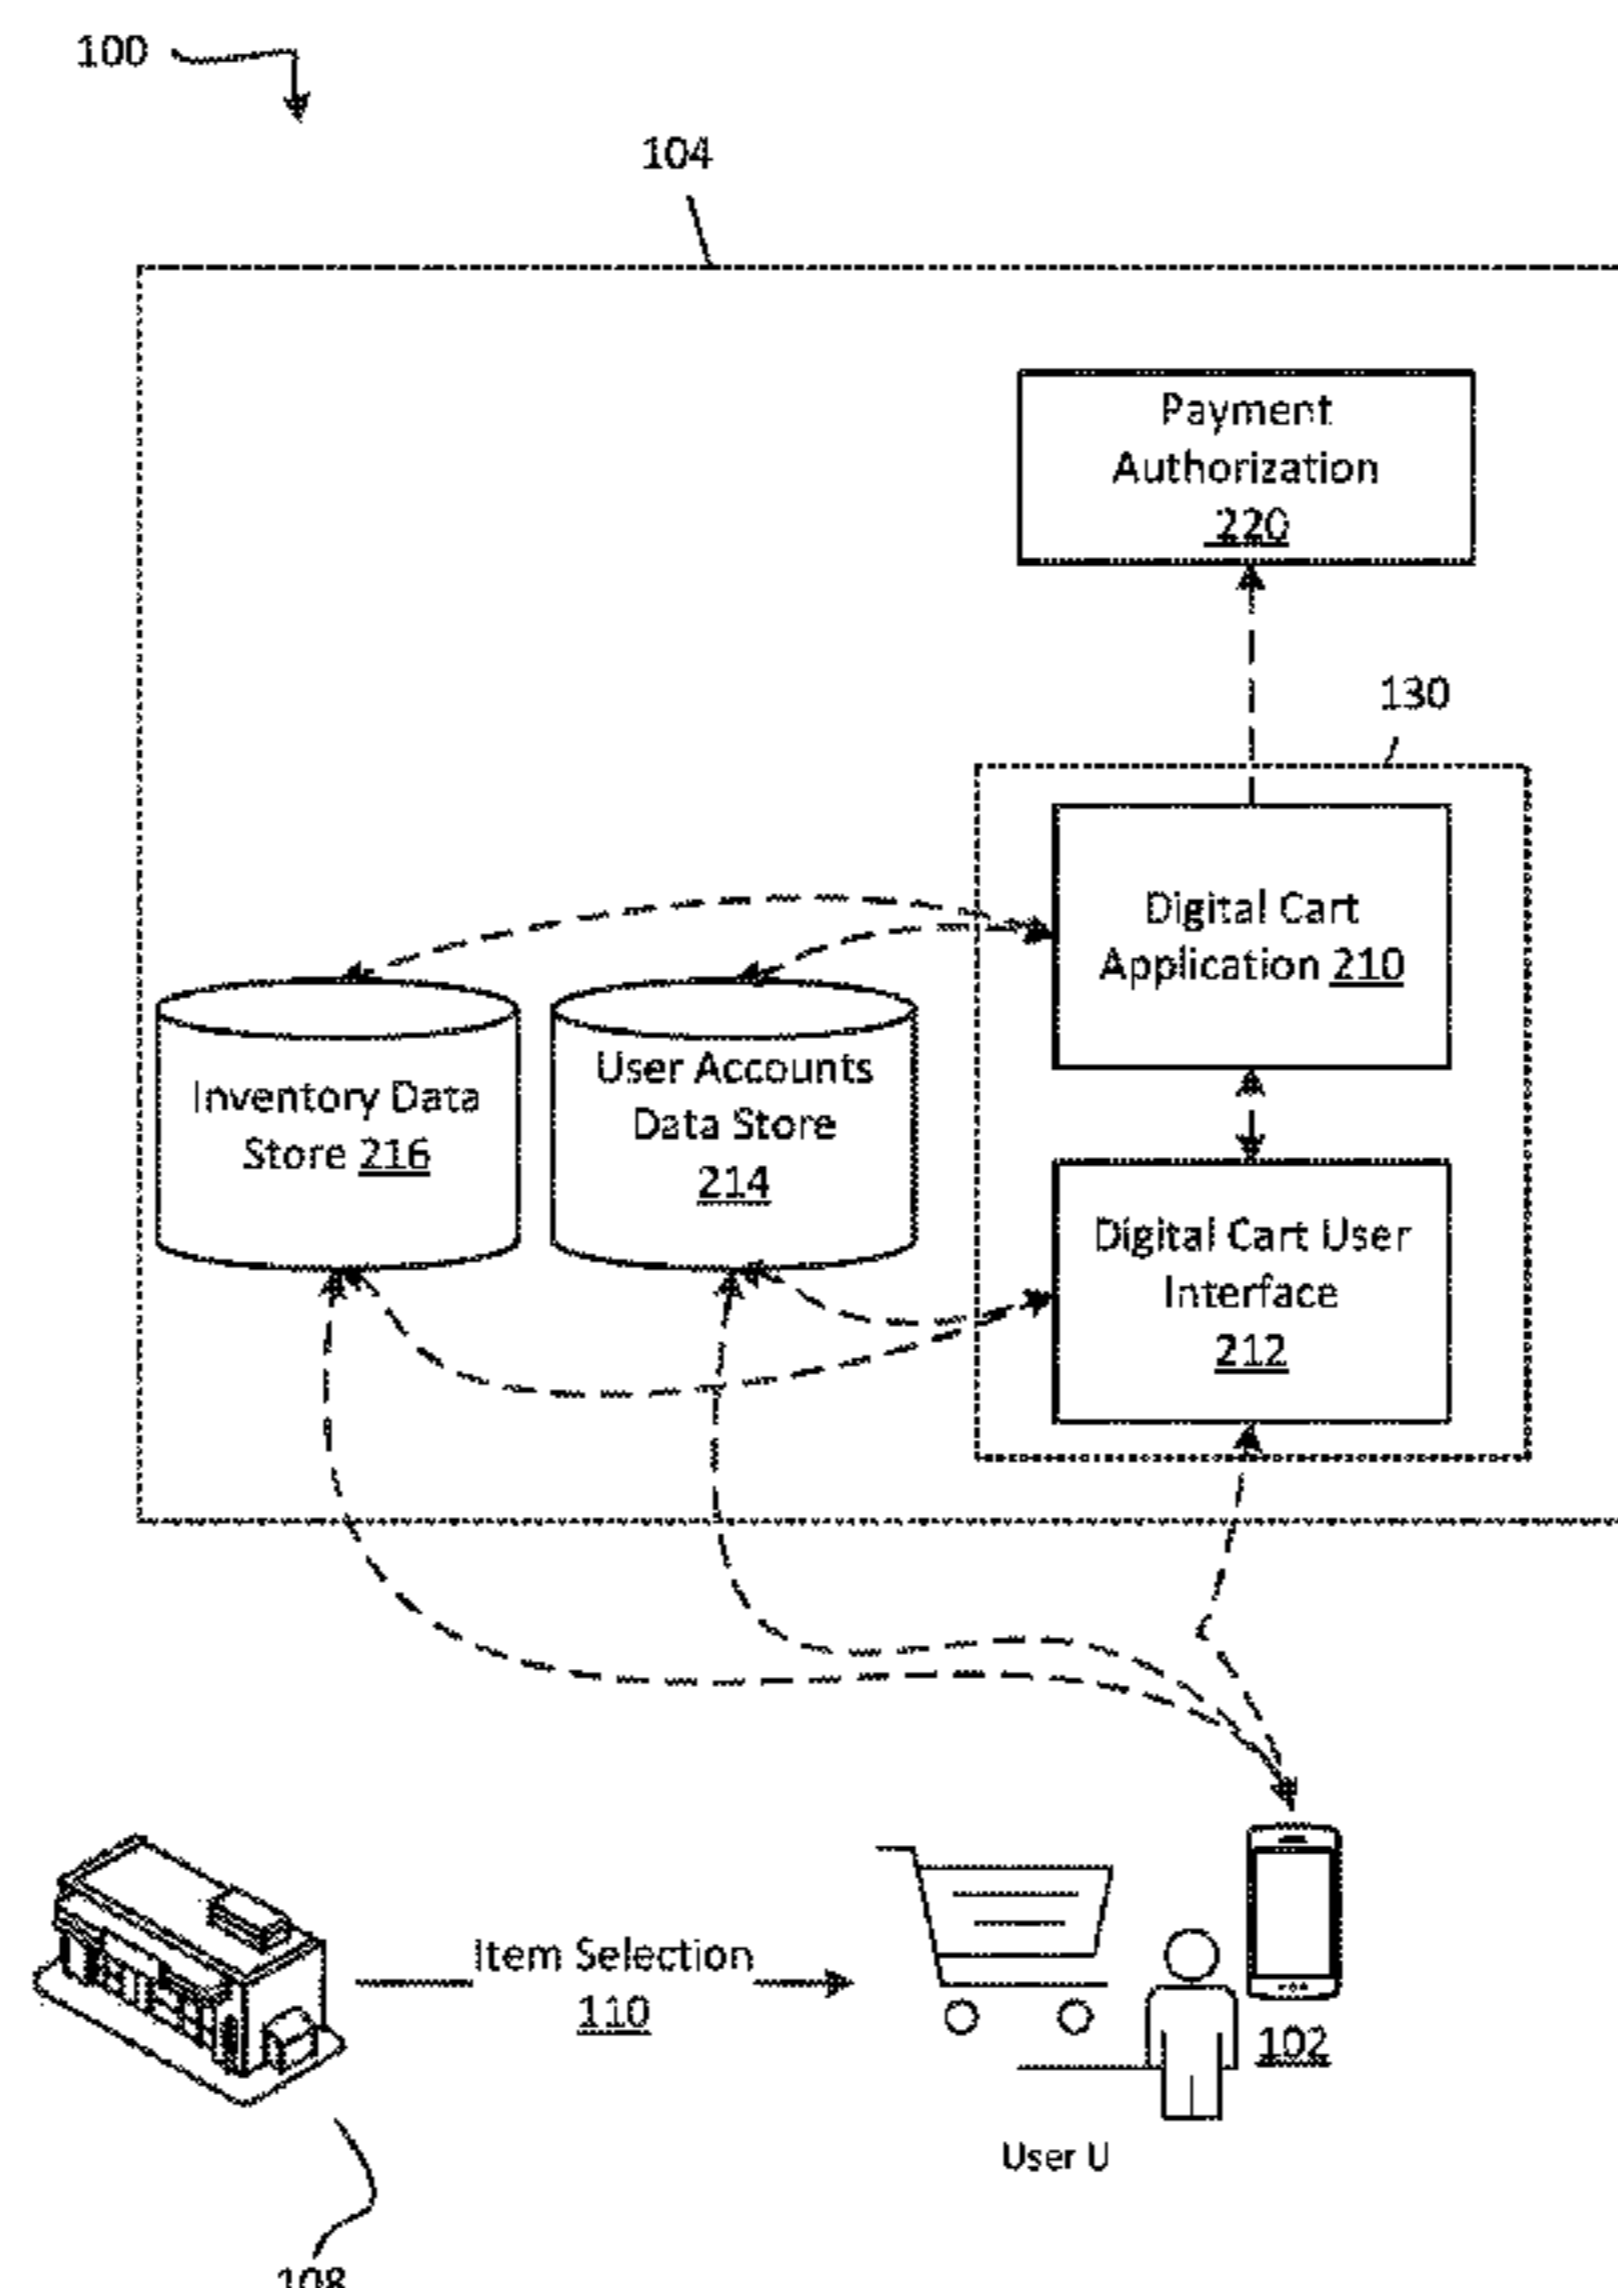 100
104
Payment
Authorization
220
130
Digital Cart
Application 210
Inventory Data
Store 216
User Accounts
Data Store
214
Digital Cart User
Interface
212
Item Selection
110
102
User U
108